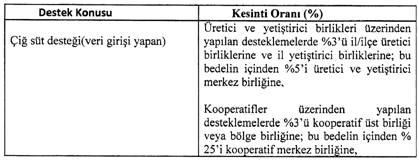 Destek Konusu
Kesinti Oranı (%)
Çiğ süt desteği(veri girişi yapan)
Üretici ve yetiştirici birlikleri üzerinden
yapılan desteklemelerde %3'ü il/ilçe üretici
birliklerine ve il yetiştirici birliklerine; bu
bedelin içinden %5'i üretici ve yetiştirici
merkez birliğine,
Kooperatifler üzerinden yapılan
desteklemelerde %3'ü kooperatif üst birliği
veya bölge birliğine; bu bedelin içinden %
25'i kooperatif merkez birliğine,